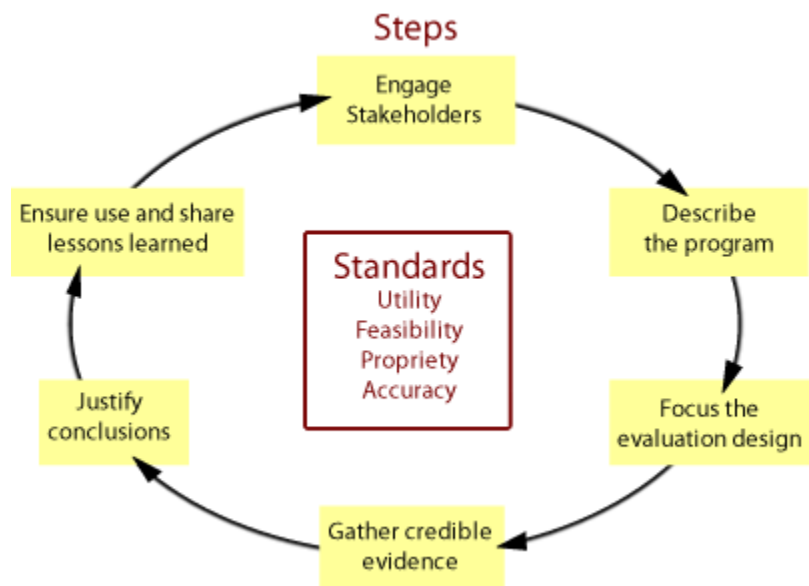 Steps
Engage
Stakeholders
Describe
the program
Focus the
evaluation design
Gather credible
evidence
Justify
conclusions
Ensure use and share
lessons learned
Standards
Utility
Feasibility
Propriety
Accuracy